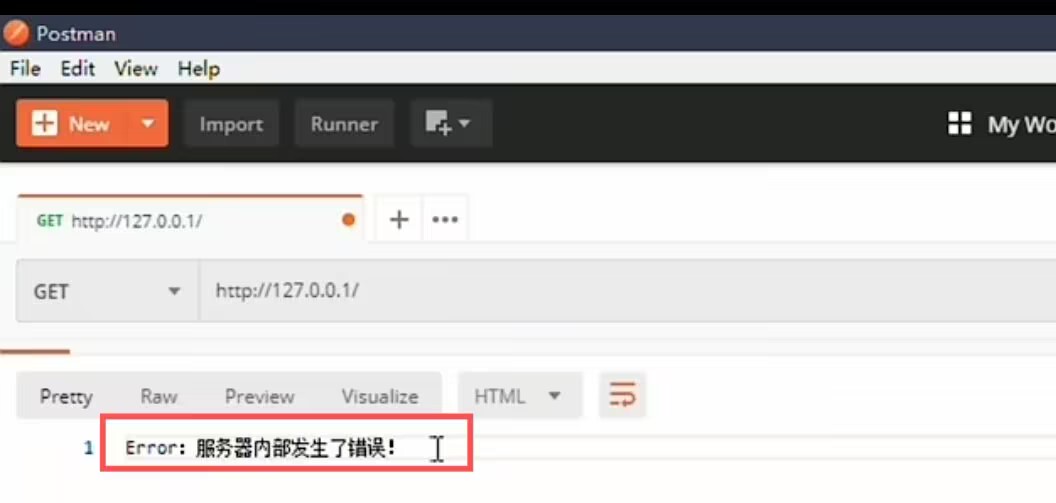 Postman
File Edit View Help
New Import Runner My Wo
GET http://127.0.0.1/
GET http://127.0.0.1/
Pretty Raw Preview Visualize HTML
1 Error: 服务器内部发生了错误!